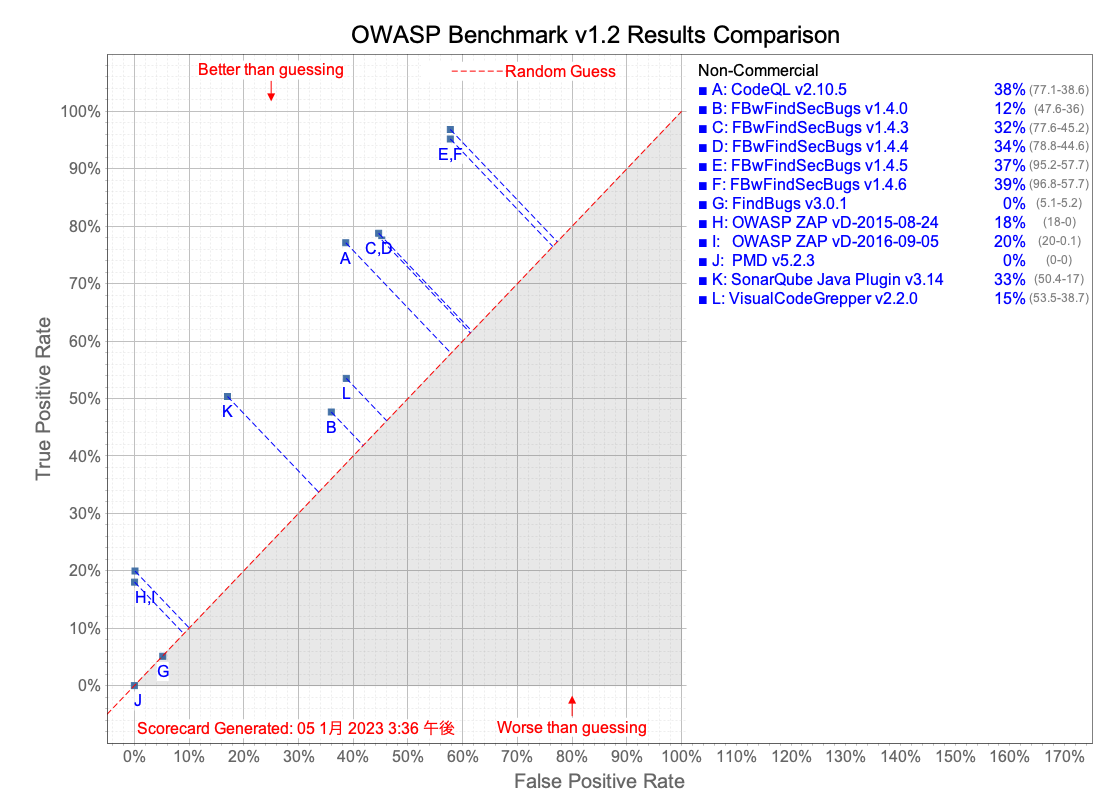 OWASP Benchmark v1.2 Results Comparison
Better than guessing
Random Guess
Non-Commercial
A: CodeQL v2.10.5 38% (77.1-38.6)
B: FBwFindSecBugs v1.4.0 12% (47.6-36)
C: FBwFindSecBugs v1.4.3 32% (77.6-45.2)
D: FBwFindSecBugs v1.4.4 34% (78.8-44.6)
E: FBwFindSecBugs v1.4.5 37% (95.2-57.7)
F: FBwFindSecBugs v1.4.6 39% (96.8-57.7)
G: FindBugs v3.0.1 0% (5.1-5.2)
H: OWASP ZAP vD-2015-08-24 18% (18-0)
I: OWASP ZAP vD-2016-09-05 20% (20-0.1)
J: PMD v5.2.3 0% (0-0)
K: SonarQube Java Plugin v3.14 33% (50.4-17)
L: VisualCodeGrepper v2.2.0 15% (53.5-38.7)
True Positive Rate
100%
90%
80%
70%
60%
50%
40%
30%
20%
10%
0%
E,F
C,D
A
L
K
B
H,I
G
J
Scorecard Generated: 05 1月 2023 3:36 午後
Worse than guessing
0% 10% 20% 30% 40% 50% 60% 70% 80% 90% 100% 110% 120% 130% 140% 150% 160% 170%
False Positive Rate